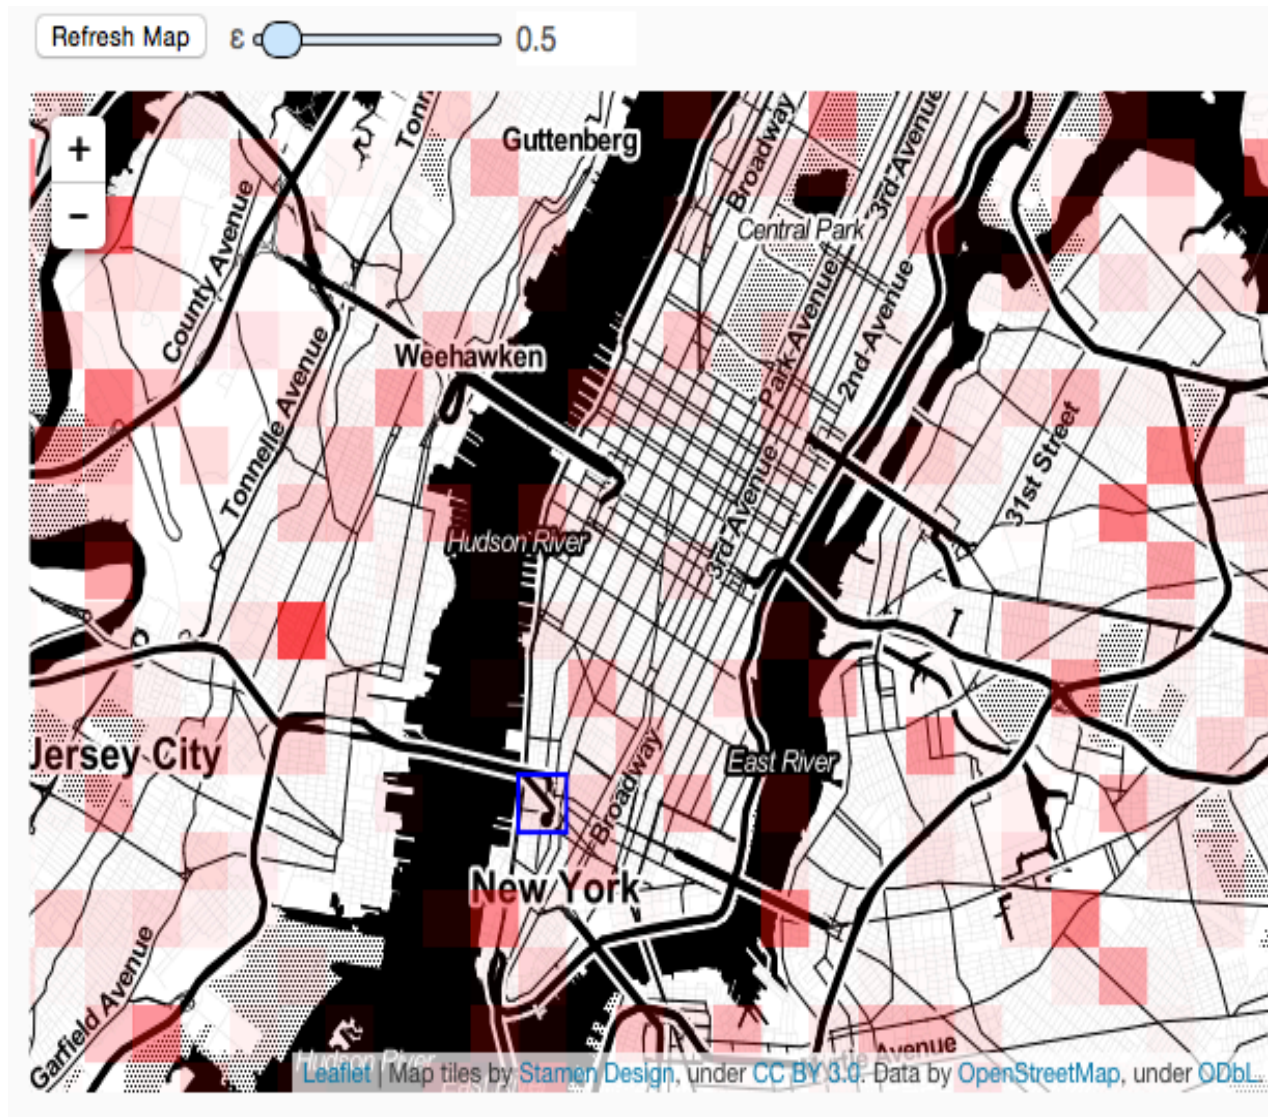 Refresh Map ε 0.5
+
−
Guttenberg
Broadway
3rd Avenue
Central Park
County Avenue
Weehawken
Park Avenue
2nd Avenue
Tonnelle Avenue
31st Street
3rd Avenue
Hudson River
Jersey City
Broadway
East River
New York
Garfield Avenue
Hudson River
Avenue
Leaflet | Map tiles by Stamen Design, under CC BY 3.0. Data by OpenStreetMap, under ODbL.